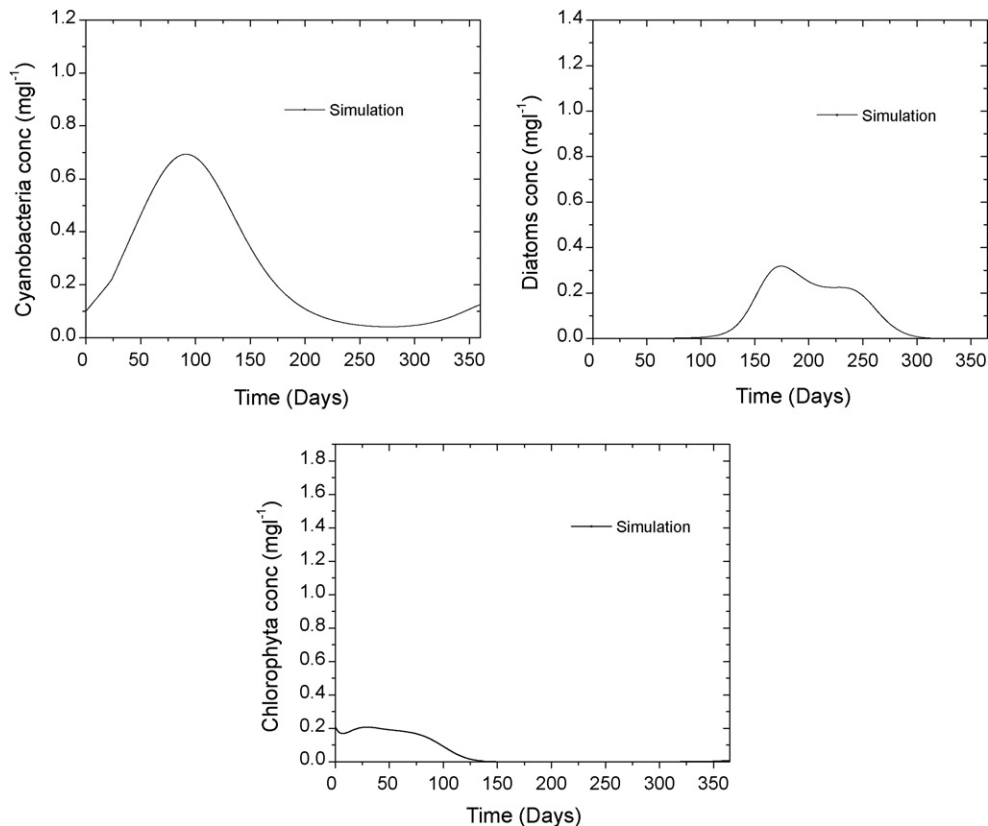 1.2
1.0
0.8
0.6
0.4
0.2
0.0
Cyanobacteria conc (mgl⁻¹)
Simulation
0 50 100 150 200 250 300 350
Time (Days)
1.4
1.2
1.0
0.8
0.6
0.4
0.2
0.0
Diatoms conc (mgl⁻¹)
Simulation
0 50 100 150 200 250 300 350
Time (Days)
1.8
1.6
1.4
1.2
1.0
0.8
0.6
0.4
0.2
0.0
Chlorophyta conc (mgl⁻¹)
Simulation
0 50 100 150 200 250 300 350
Time (Days)